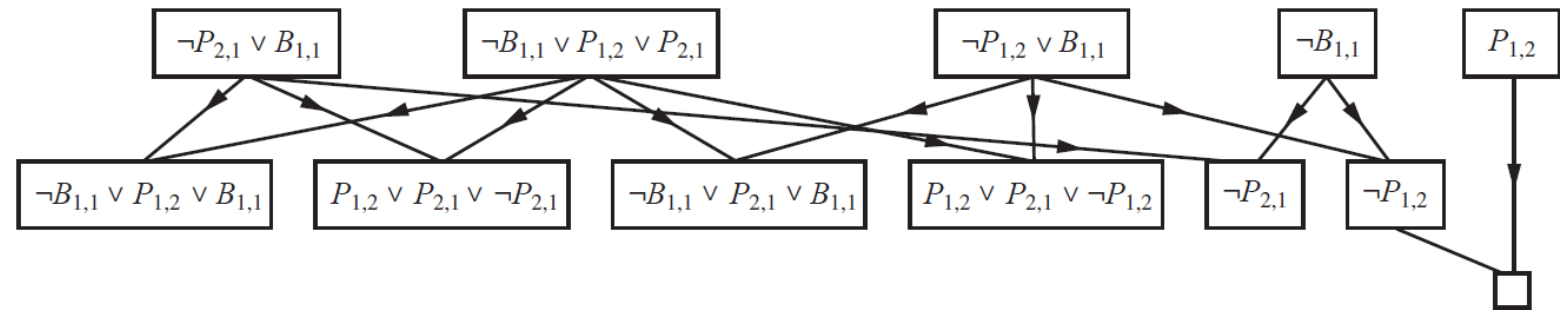 ¬P2,1 ∨ B1,1 ¬B1,1 ∨ P1,2 ∨ P2,1 ¬P1,2 ∨ B1,1 ¬B1,1 P1,2
¬B1,1 ∨ P1,2 ∨ B1,1 P1,2 ∨ P2,1 ∨ ¬P2,1 ¬B1,1 ∨ P2,1 ∨ B1,1 P1,2 ∨ P2,1 ∨ ¬P1,2 ¬P2,1 ¬P1,2